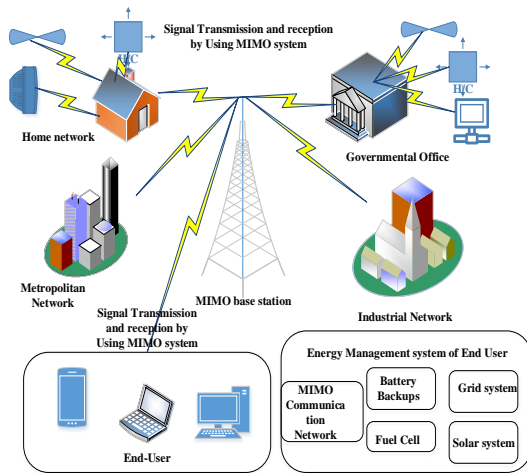 Signal Transmission and reception
by Using MIMO system
H/C
H/C
Home network
Governmental Office
Metropolitan
Network
MIMO base station
Industrial Network
Signal Transmission
and reception by
Using MIMO system
End-User
Energy Management system of End User
MIMO
Communica
tion
Network
Battery
Backups
Grid system
Fuel Cell
Solar system